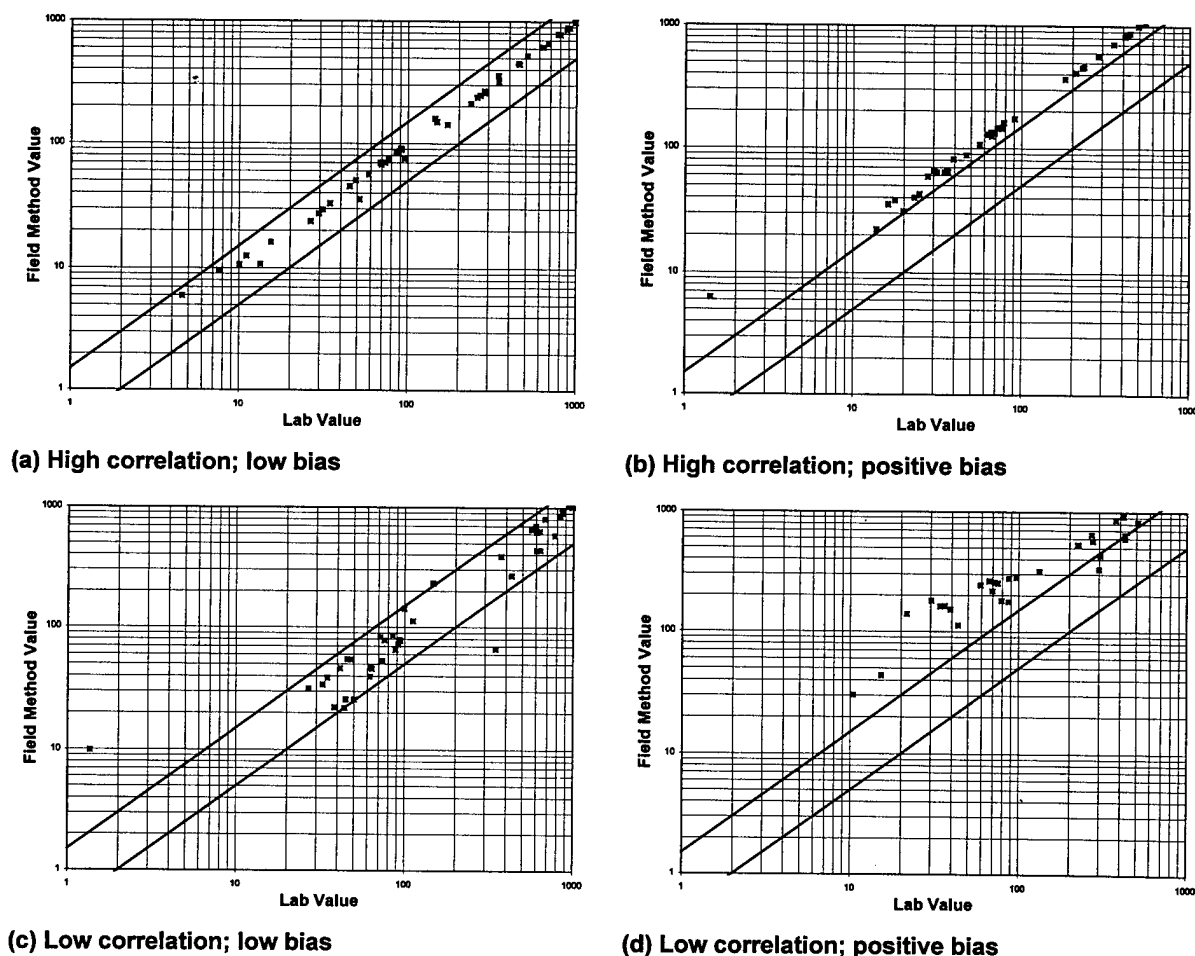 1000
100
10
1
Field Method Value
1
10
100
1000
Lab Value
(a) High correlation; low bias
1000
100
10
1
Field Method Value
1
10
100
1000
Lab Value
(b) High correlation; positive bias
1000
100
10
1
Field Method Value
1
10
100
1000
Lab Value
(c) Low correlation; low bias
1000
100
10
1
Field Method Value
1
10
100
1000
Lab Value
(d) Low correlation; positive bias